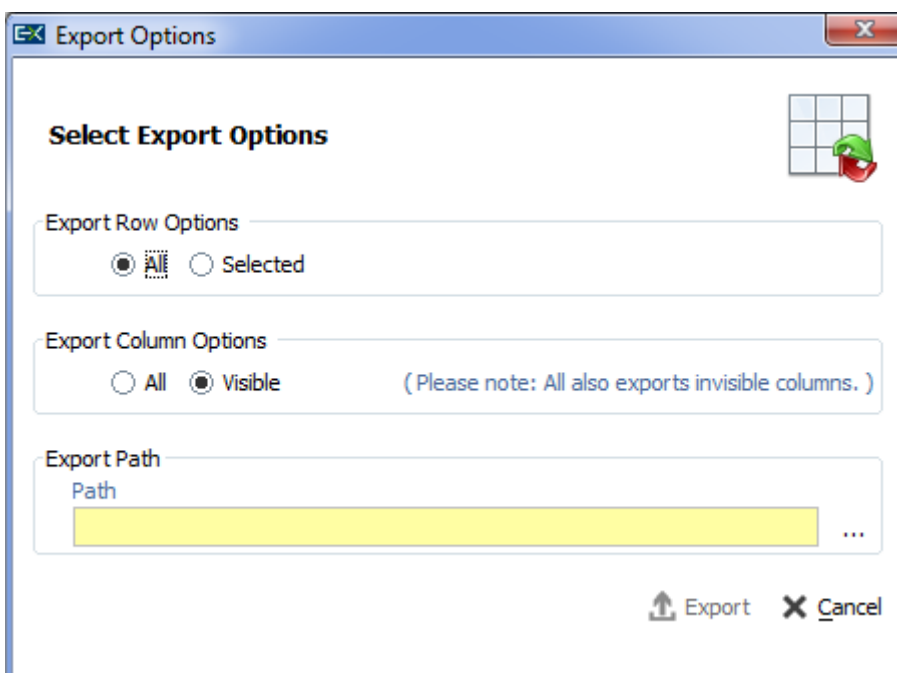 EX Export Options
Select Export Options
Export Row Options
All Selected
Export Column Options
All Visible (Please note: All also exports invisible columns. )
Export Path
Path
...
Export Cancel